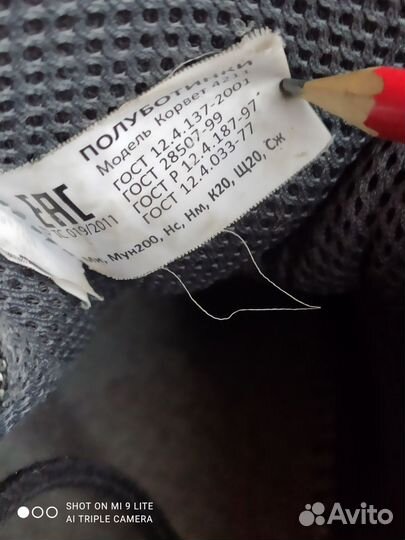 ПОЛУБОТИНКИ
Модель Корвет 4211
ГОСТ 12.4.137-2001
ГОСТ 28507-99
ГОСТ Р 12.4.187-97
ГОСТ 12.4.033-77
ЕАС
ТС 019/2011
Ми, Мун200, Нс, Нм, К20, Щ20, Сж
SHOT ON MI 9 LITE
AI TRIPLE CAMERA
Avito